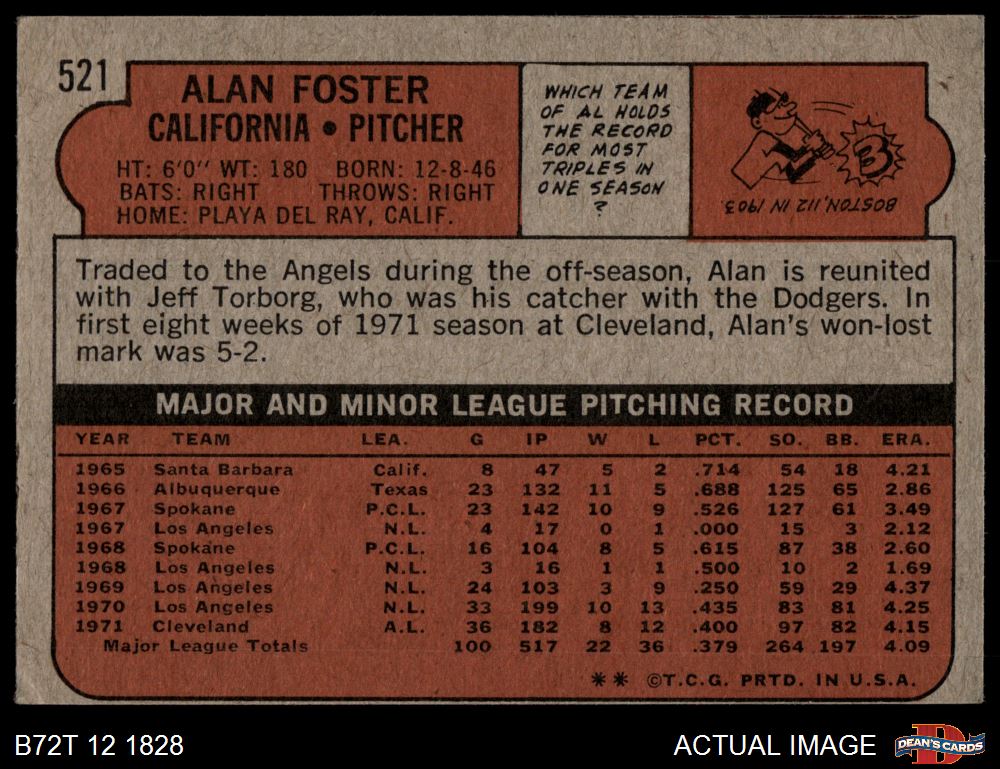 521
ALAN FOSTER
CALIFORNIA • PITCHER
HT: 6'0" WT: 180 BORN: 12-8-46
BATS: RIGHT THROWS: RIGHT
HOME: PLAYA DEL RAY, CALIF.
WHICH TEAM
OF AL HOLDS
THE RECORD
FOR MOST
TRIPLES IN
ONE SEASON
?
3
BOSTON, 112 IN 1903.
Traded to the Angels during the off-season, Alan is reunited
with Jeff Torborg, who was his catcher with the Dodgers. In
first eight weeks of 1971 season at Cleveland, Alan's won-lost
mark was 5-2.
MAJOR AND MINOR LEAGUE PITCHING RECORD
YEAR TEAM LEA. G IP W L PCT. SO. BB. ERA.
1965 Santa Barbara Calif. 8 47 5 2 .714 54 18 4.21
1966 Albuquerque Texas 23 132 11 5 .688 125 65 2.86
1967 Spokane P.C.L. 23 142 10 9 .526 127 61 3.49
1967 Los Angeles N.L. 4 17 0 1 .000 15 3 2.12
1968 Spokane P.C.L. 16 104 8 5 .615 87 38 2.60
1968 Los Angeles N.L. 3 16 1 1 .500 10 2 1.69
1969 Los Angeles N.L. 24 103 3 9 .250 59 29 4.37
1970 Los Angeles N.L. 33 199 10 13 .435 83 81 4.25
1971 Cleveland A.L. 36 182 8 12 .400 97 82 4.15
Major League Totals 100 517 22 36 .379 264 197 4.09
** ©T.C.G. PRTD. IN U.S.A.
B72T 12 1828
ACTUAL IMAGE
D
DEAN'S CARDS